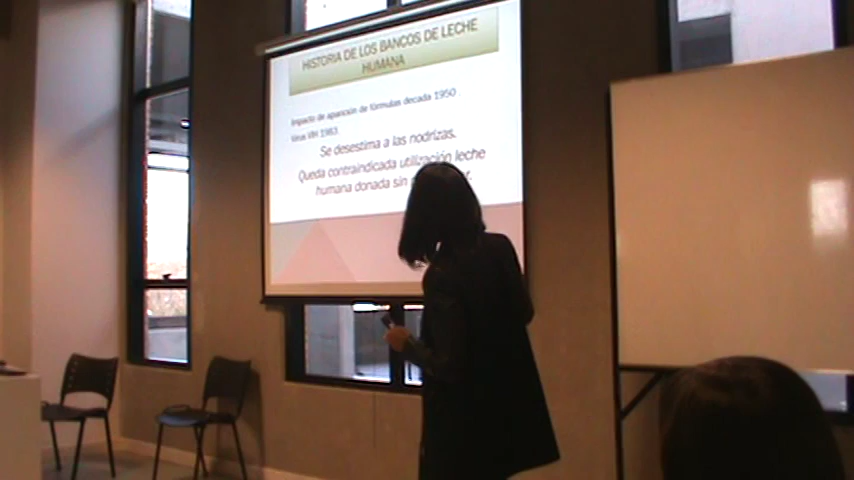 HISTORIA DE LOS BANCOS DE LECHE
HUMANA
Impacto de aparición de fórmulas decada 1950 .
Virus VIH 1983.
Se desestima a las nodrizas.
Queda contraindicada utilización leche
humana donada sin